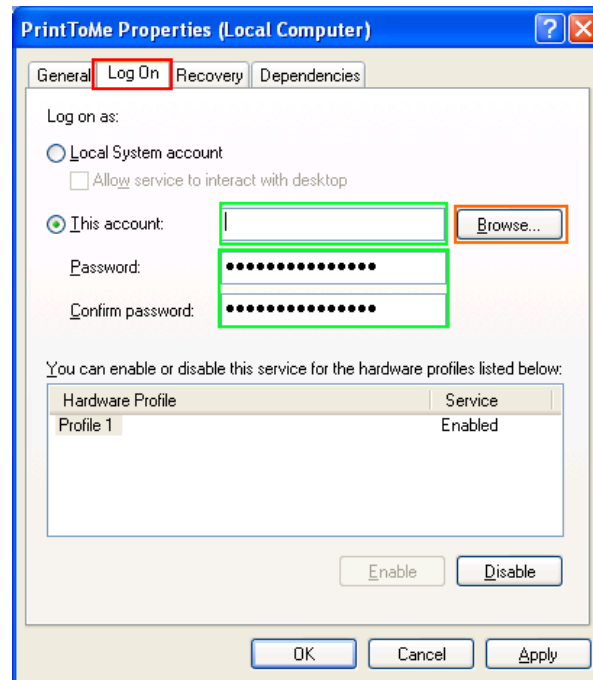 PrintToMe Properties (Local Computer)
General Log On Recovery Dependencies
Log on as:
Local System account
Allow service to interact with desktop
This account: Browse...
Password: ●●●●●●●●●●●●●●●
Confirm password: ●●●●●●●●●●●●●●●
You can enable or disable this service for the hardware profiles listed below:
Hardware Profile Service
Profile 1 Enabled
Enable Disable
OK Cancel Apply